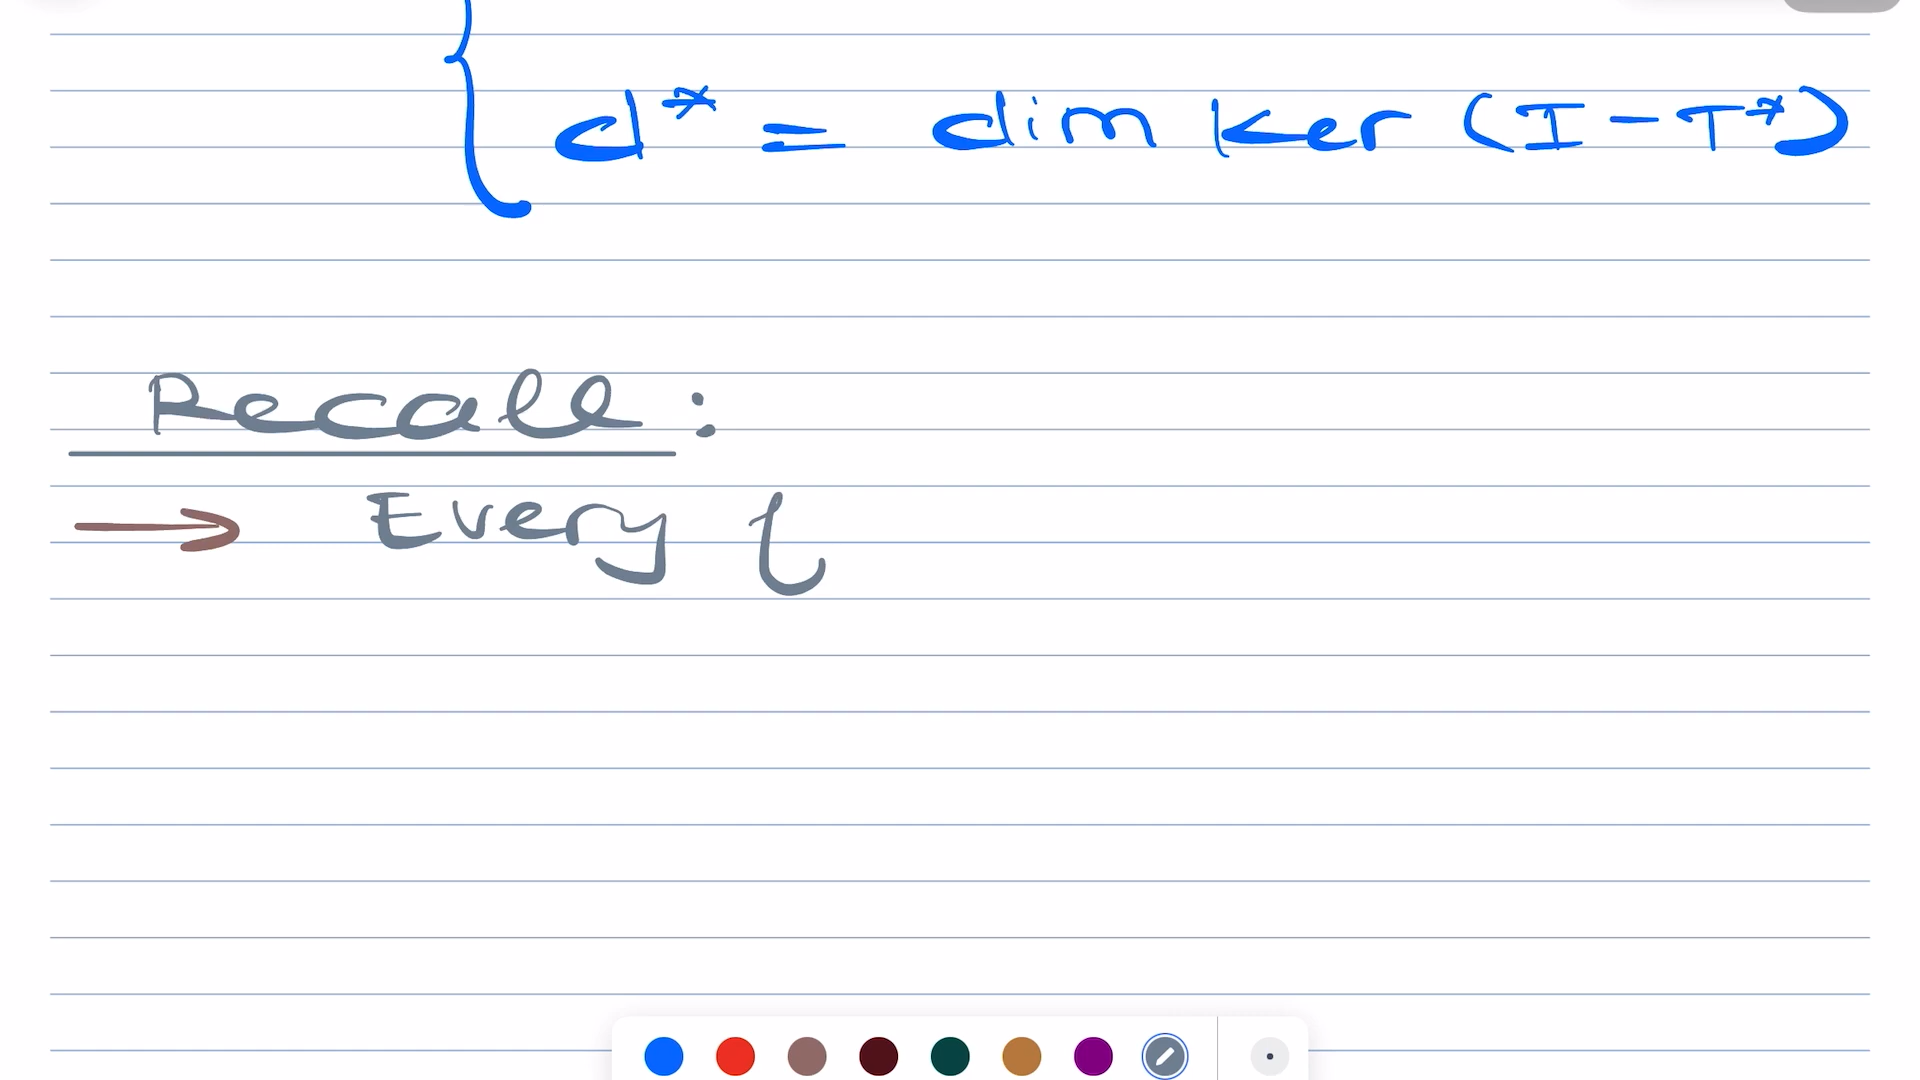 d* = dim ker (I - T*)
Recall:
→ Every